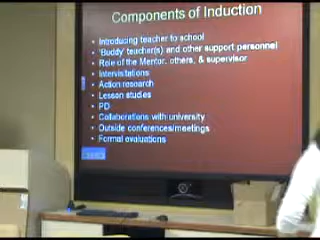 Components of Induction
• Introducing teacher to school
• 'Buddy' teacher(s) and other support personnel
• Role of the Mentor, others, & supervisor
• Intervisitations
• Action research
• Lesson studies
• PD
• Collaborations with university
• Outside conferences/meetings
• Formal evaluations